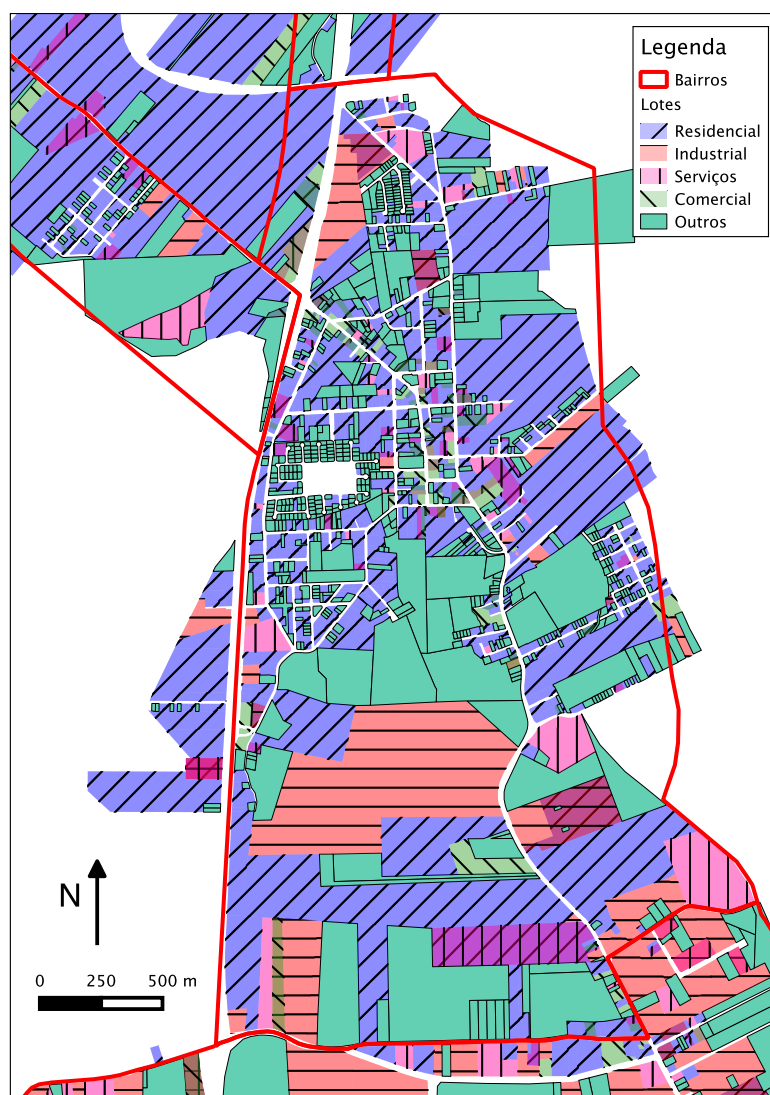 Legenda
Bairros
Lotes
Residencial
Industrial
Serviços
Comercial
Outros
N
0 250 500 m